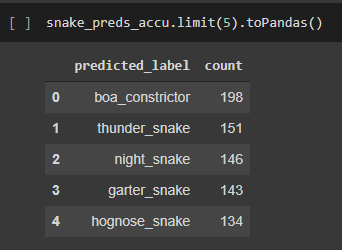 [ ] snake_preds_accu.limit(5).toPandas()
predicted_label count
0 boa_constrictor 198
1 thunder_snake 151
2 night_snake 146
3 garter_snake 143
4 hognose_snake 134